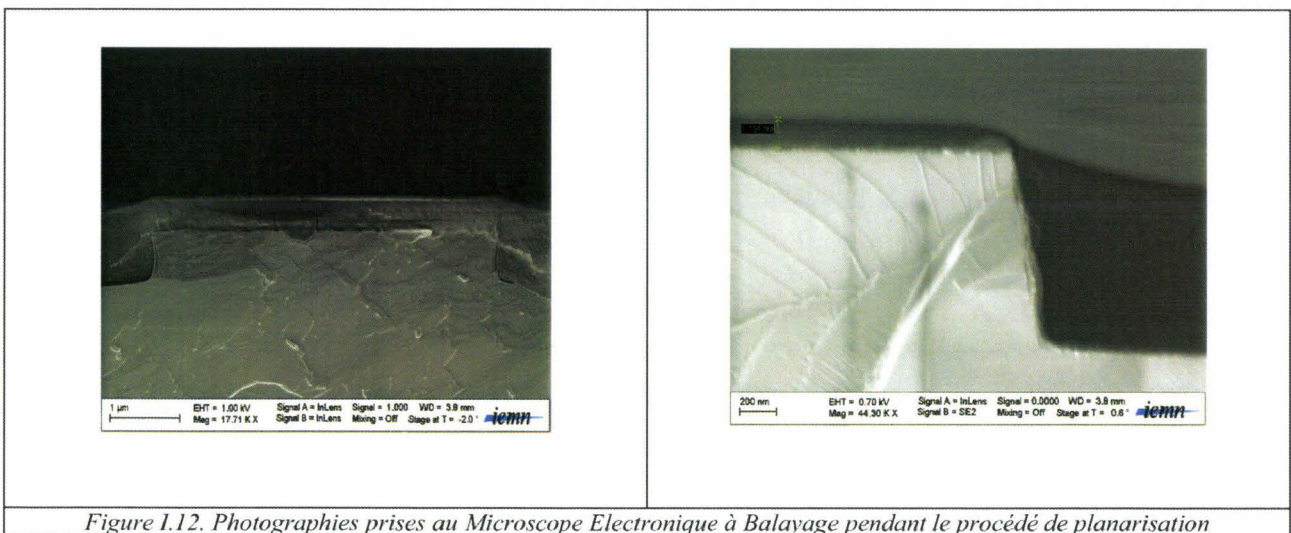 1 µm
EHT = 1.00 kV Signal A = InLens Signal = 1.000 WD = 3.8 mm
Mag = 17.71 K X Signal B = InLens Mixing = Off Stage at T = -2.0 °
iemn
200 nm
EHT = 0.70 kV Signal A = InLens Signal = 0.0000 WD = 3.8 mm
Mag = 44.30 K X Signal B = SE2 Mixing = Off Stage at T = 0.6 °
iemn
Figure I.12. Photographies prises au Microscope Electronique à Balayage pendant le procédé de planarisation